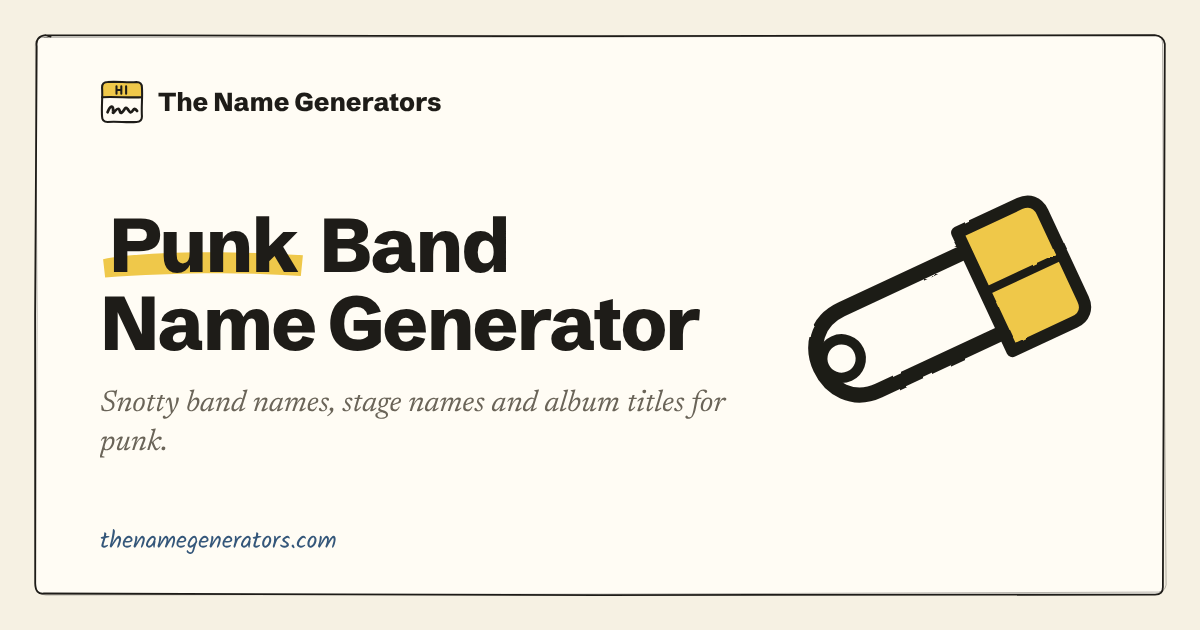 HI
The Name Generators
Punk Band
Name Generator
Snotty band names, stage names and album titles for
punk.
thenamegenerators.com